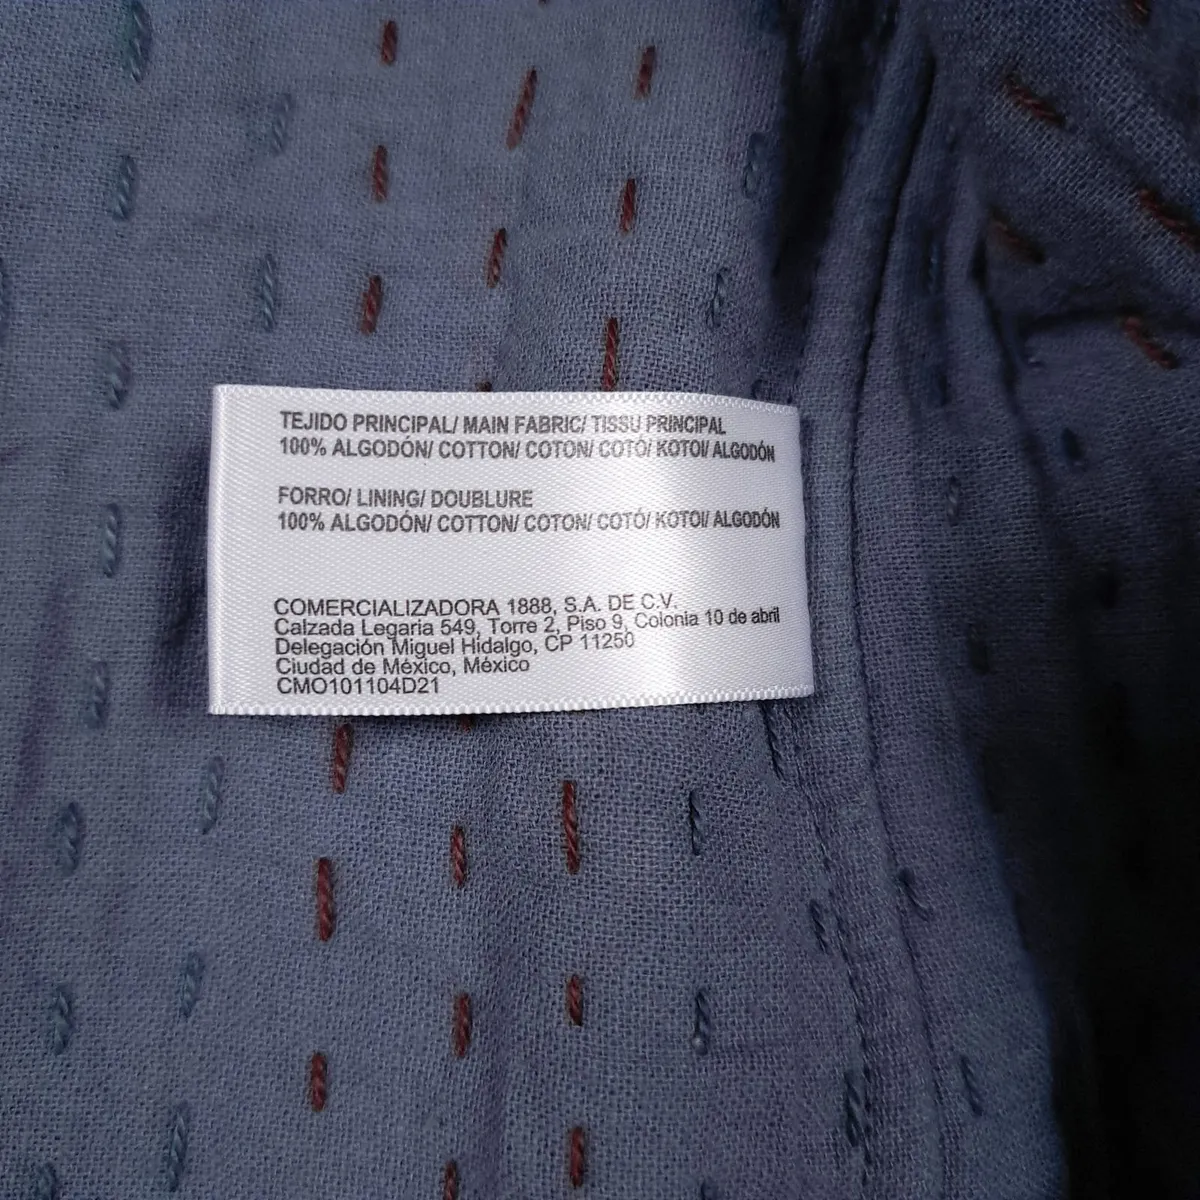 TEJIDO PRINCIPAL/ MAIN FABRIC/ TISSU PRINCIPAL
100% ALGODÓN/ COTTON/ COTON/ COTÓ/ KOTOI/ ALGODÓN
FORRO/ LINING/ DOUBLURE
100% ALGODÓN/ COTTON/ COTON/ COTÓ/ KOTOI/ ALGODÓN
COMERCIALIZADORA 1888, S.A. DE C.V.
Calzada Legaria 549, Torre 2, Piso 9, Colonia 10 de abril
Delegación Miguel Hidalgo, CP 11250
Ciudad de México, México
CMO101104D21